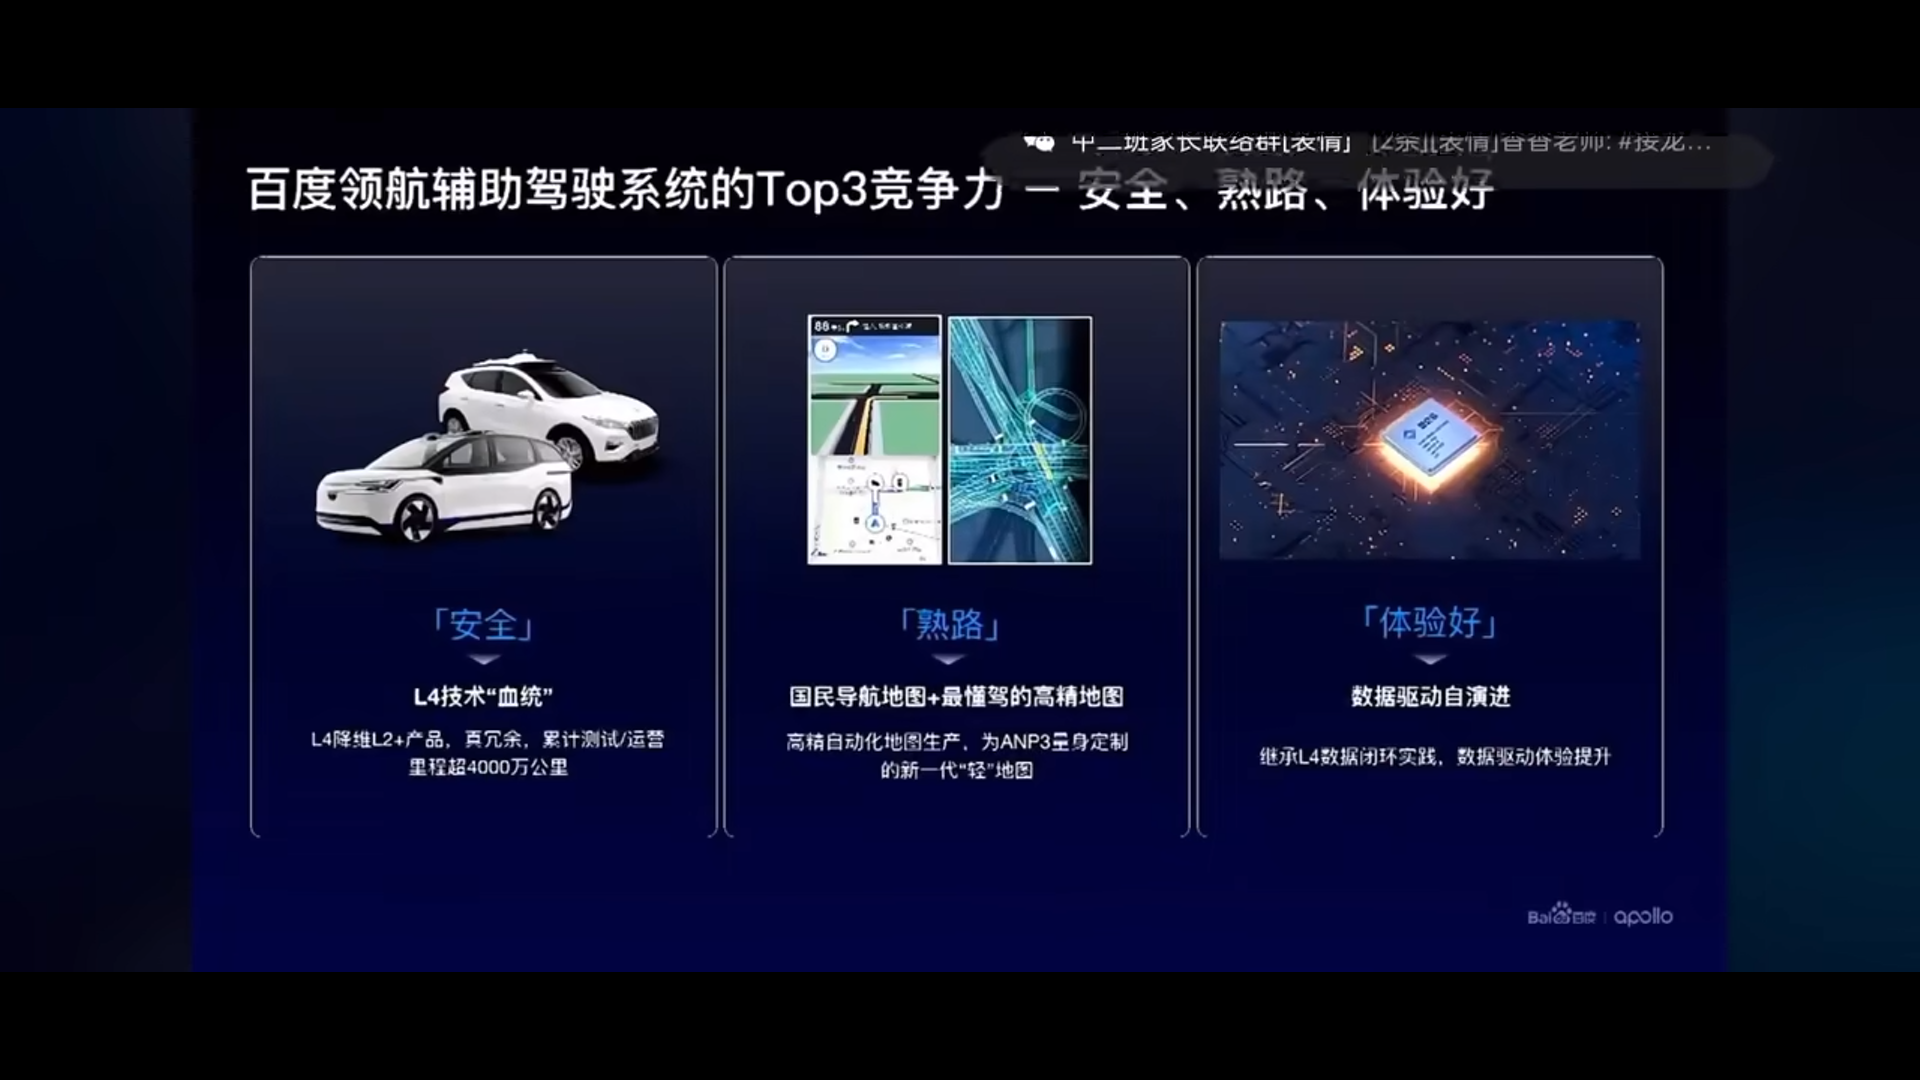 中二班家长联络群[表情] [2条][表情]香香老师: #接龙...
百度领航辅助驾驶系统的Top3竞争力 — 安全、熟路、体验好
88
「安全」
L4技术“血统”
L4降维L2+产品，真冗余，累计测试/运营
里程超4000万公里
「熟路」
国民导航地图+最懂驾的高精地图
高精自动化地图生产，为ANP3量身定制
的新一代“轻”地图
「体验好」
数据驱动自演进
继承L4数据闭环实践，数据驱动体验提升
Bai百度 | apollo